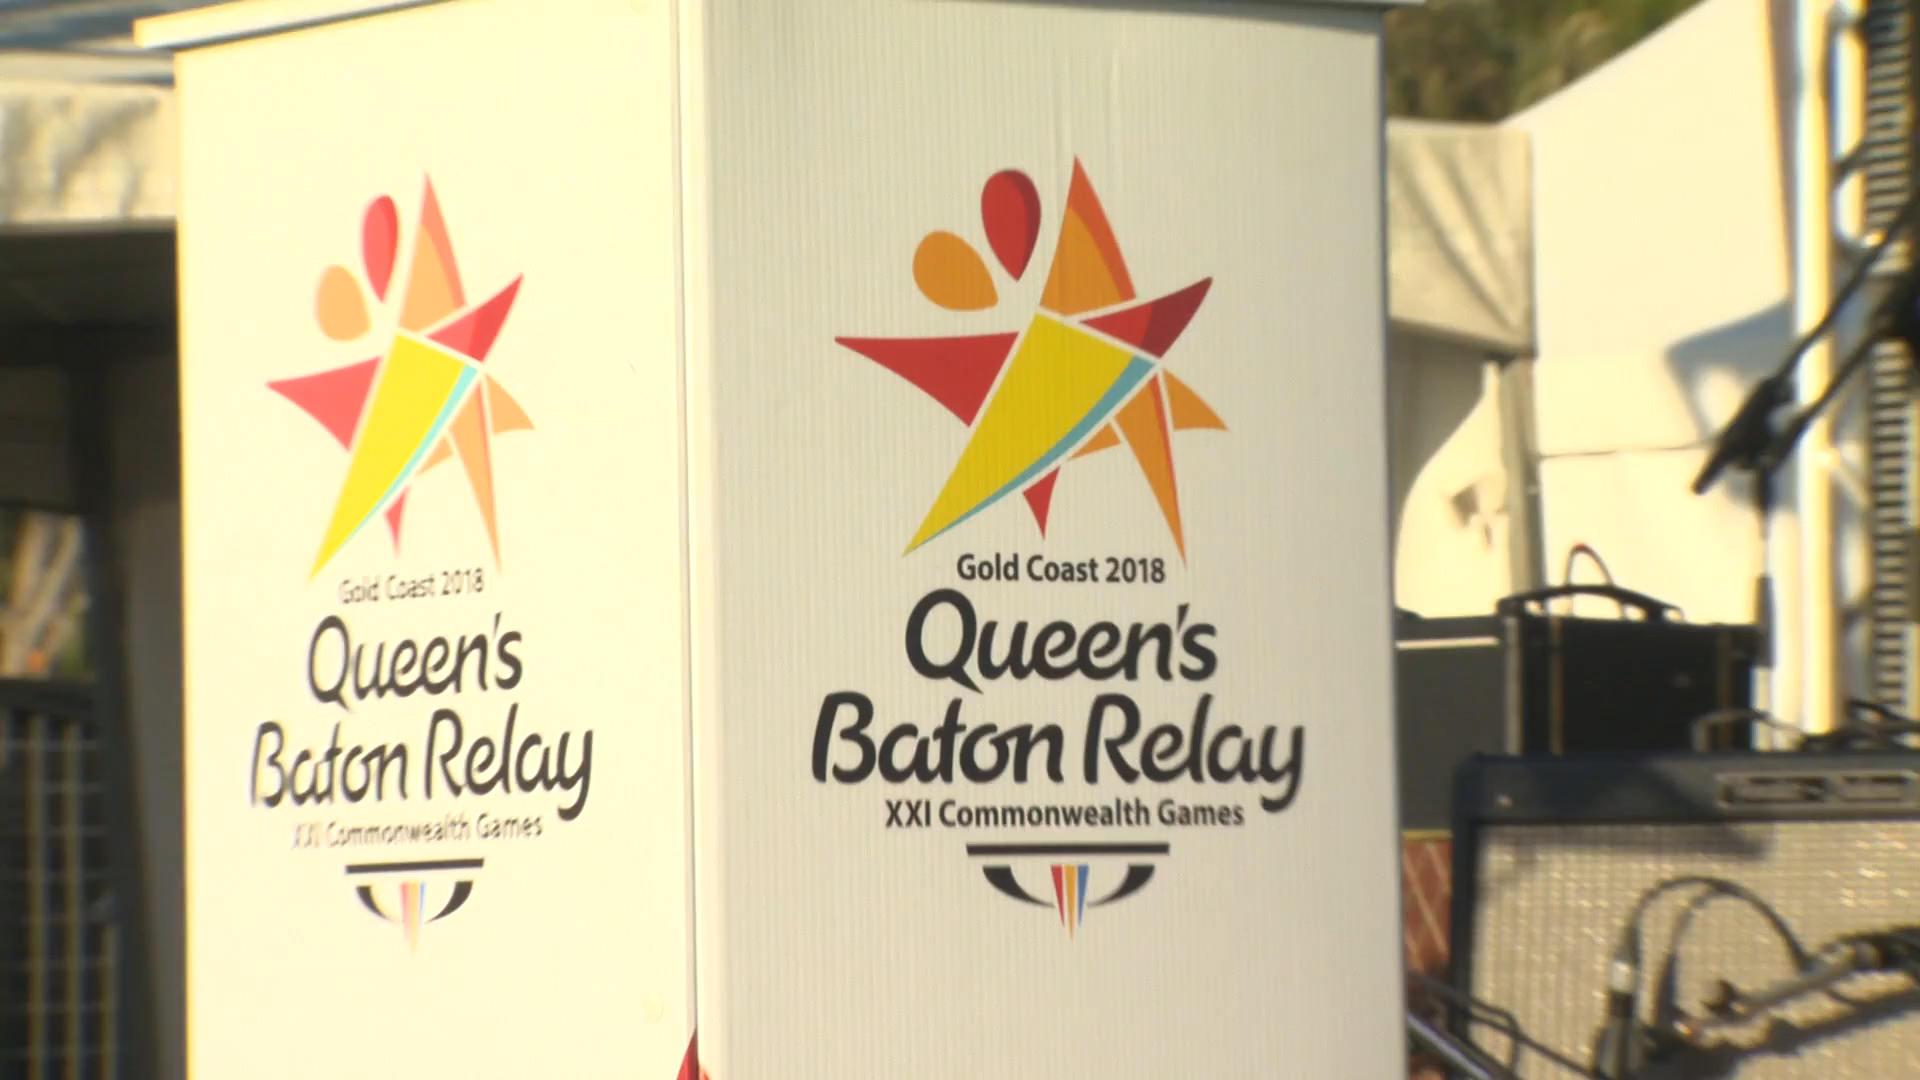 Gold Coast 2018
Queen's
Baton Relay
XXI Commonwealth Games
Gold Coast 2018
Queen's
Baton Relay
XXI Commonwealth Games